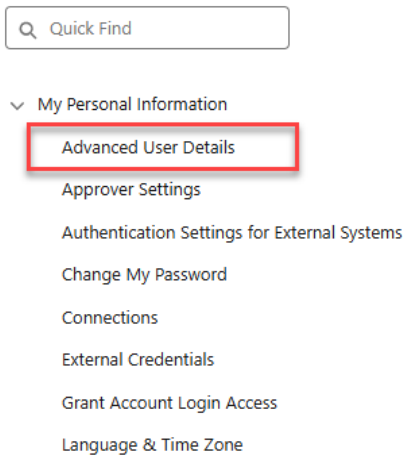 Quick Find
My Personal Information
Advanced User Details
Approver Settings
Authentication Settings for External Systems
Change My Password
Connections
External Credentials
Grant Account Login Access
Language & Time Zone